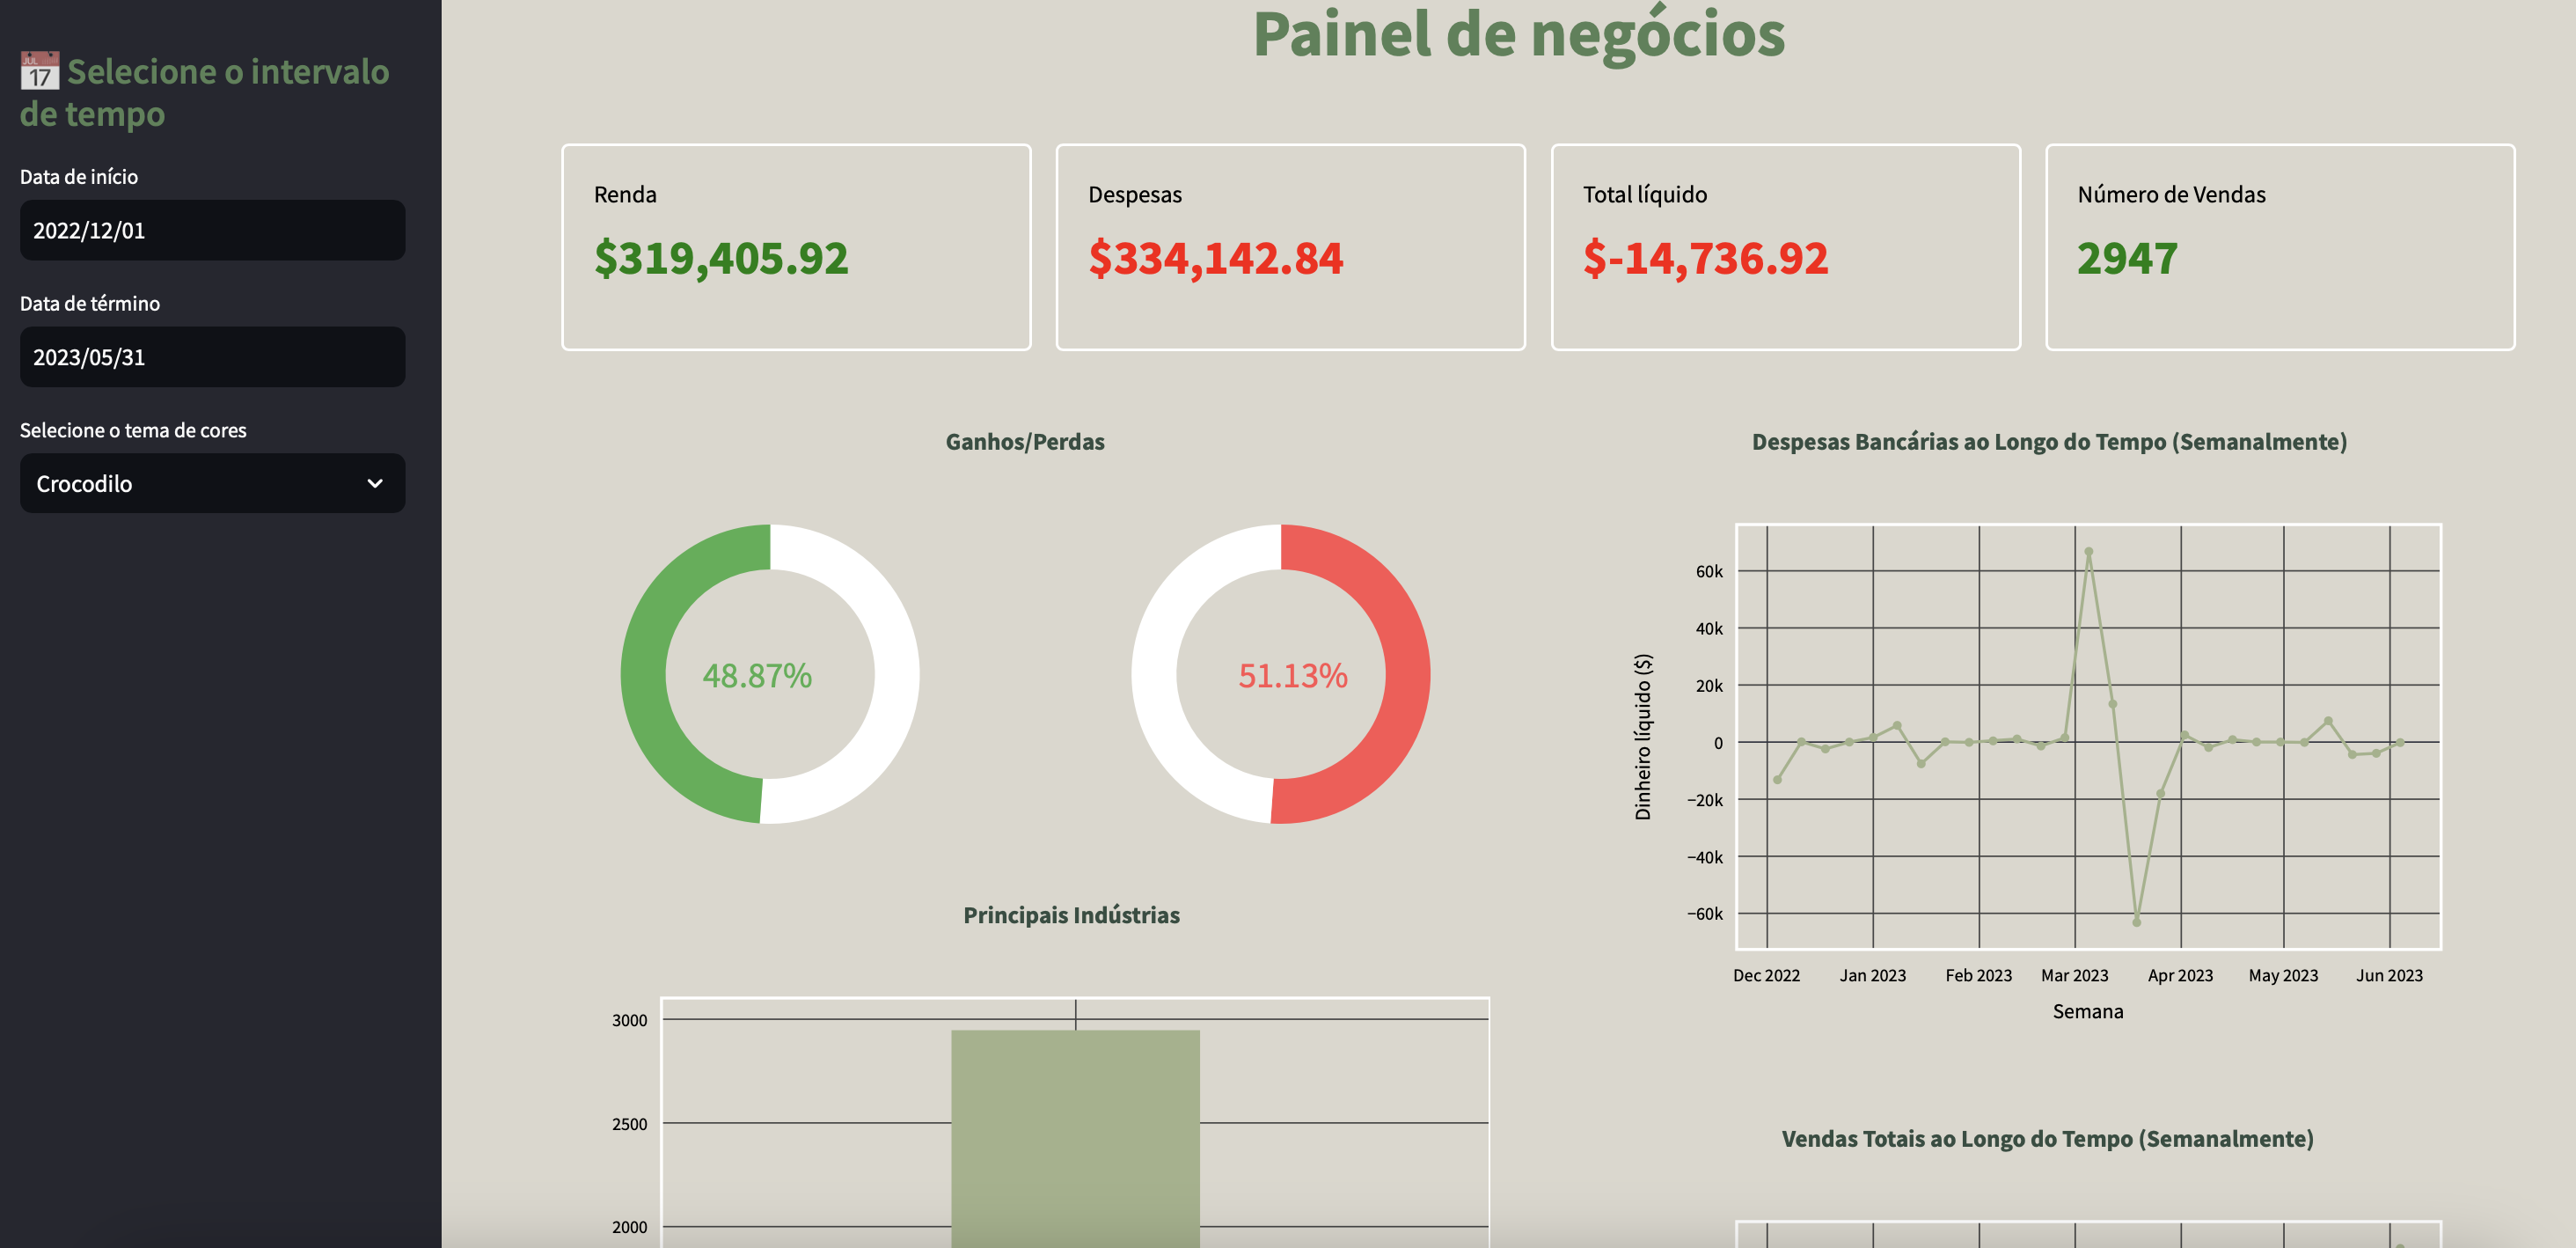 Painel de negócios
JUL
17
Selecione o intervalo
de tempo
Data de início
2022/12/01
Data de término
2023/05/31
Selecione o tema de cores
Crocodilo
Renda
$319,405.92
Despesas
$334,142.84
Total líquido
$-14,736.92
Número de Vendas
2947
Ganhos/Perdas
48.87%
51.13%
Despesas Bancárias ao Longo do Tempo (Semanalmente)
Dinheiro líquido ($)
60k
40k
20k
0
−20k
−40k
−60k
Dec 2022
Jan 2023
Feb 2023
Mar 2023
Apr 2023
May 2023
Jun 2023
Semana
Principais Indústrias
3000
2500
2000
Vendas Totais ao Longo do Tempo (Semanalmente)